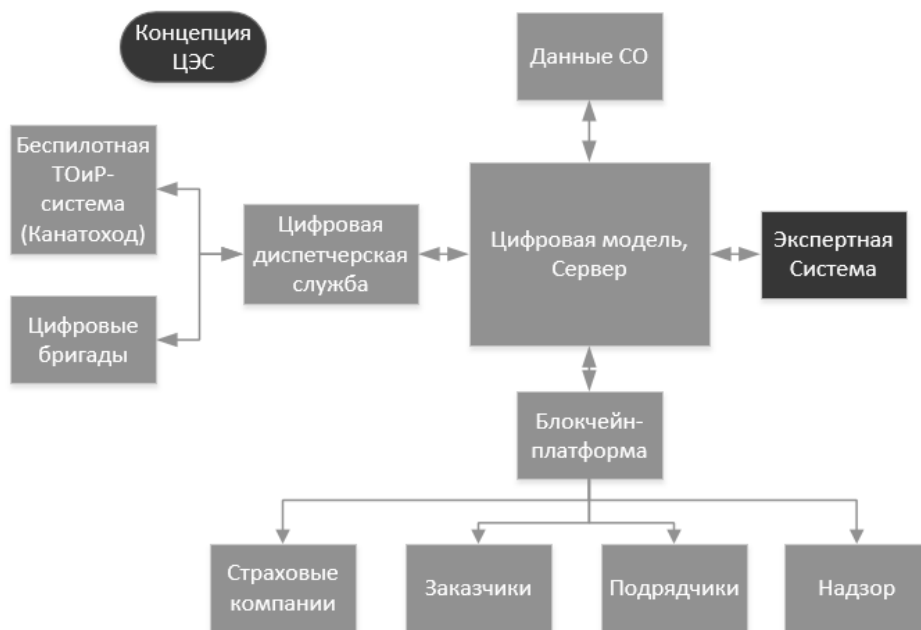 Концепция
ЦЭС
Данные СО
Беспилотная
ТОиР-
система
(Канатоход)
Цифровая
диспетчерская
служба
Цифровая модель,
Сервер
Экспертная
Система
Цифровые
бригады
Блокчейн-
платформа
Страховые
компании
Заказчики
Подрядчики
Надзор